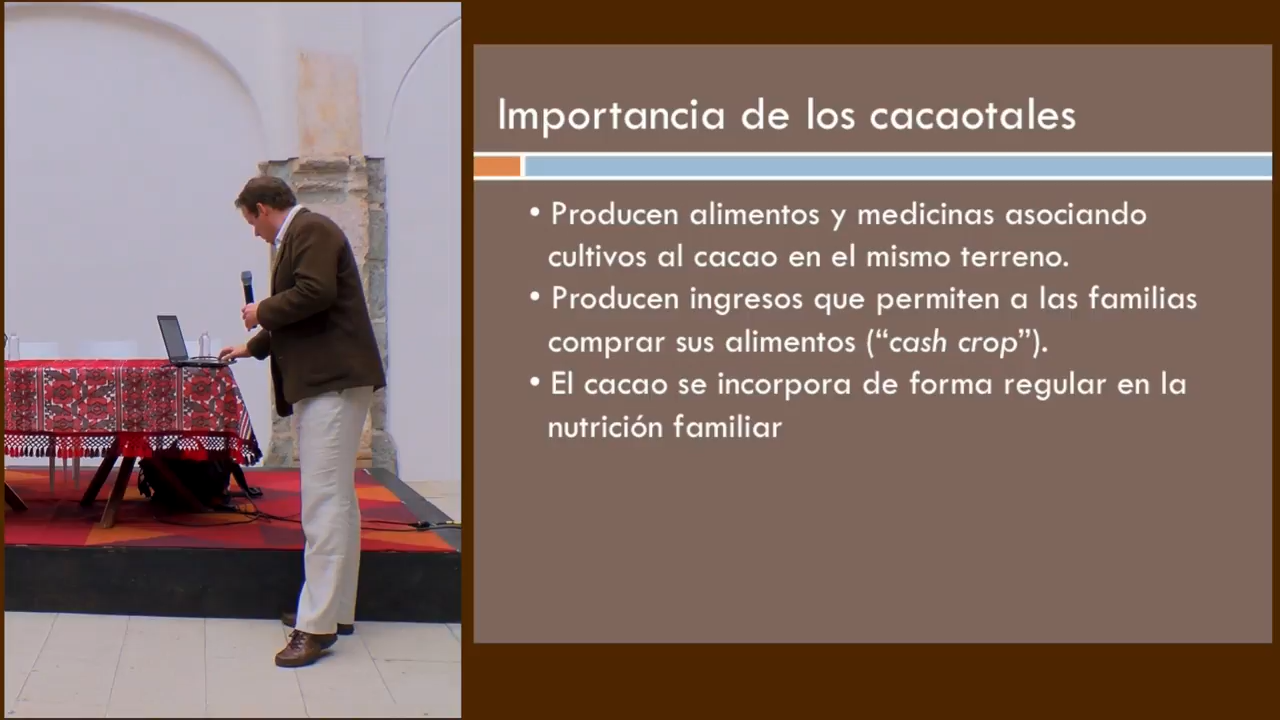 Importancia de los cacaotales
• Producen alimentos y medicinas asociando
cultivos al cacao en el mismo terreno.
• Producen ingresos que permiten a las familias
comprar sus alimentos (“cash crop”).
• El cacao se incorpora de forma regular en la
nutrición familiar